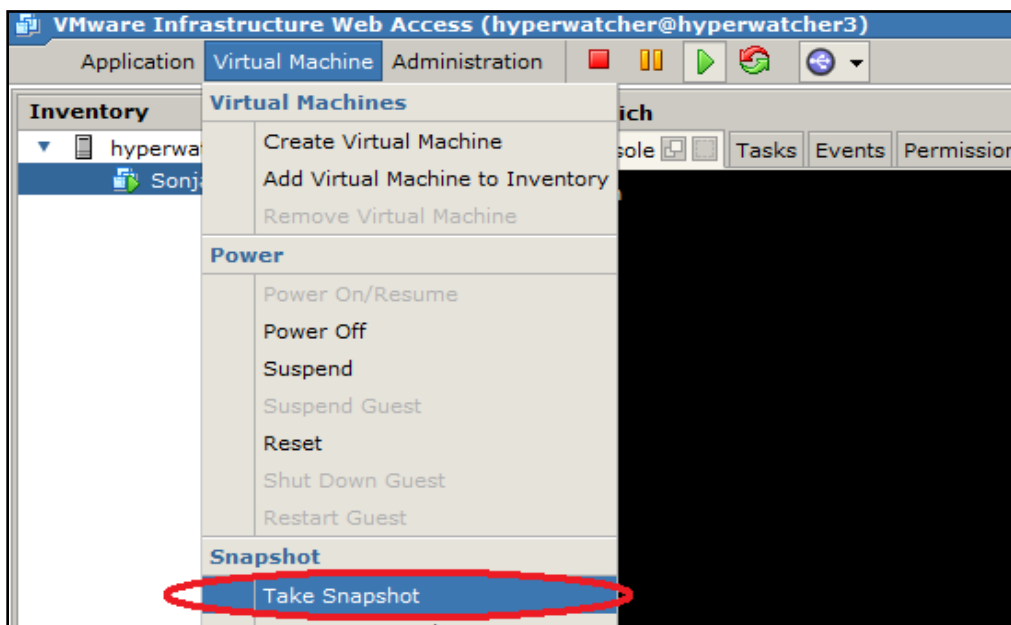 VMware Infrastructure Web Access (hyperwatcher@hyperwatcher3)
Application Virtual Machine Administration
Inventory
Virtual Machines
Create Virtual Machine
Tasks Events
Add Virtual Machine to Inventory
Remove Virtual Machine
Power
Power On/Resume
Power Off
Suspend
Suspend Guest
Reset
Shut Down Guest
Restart Guest
Snapshot
Take Snapshot